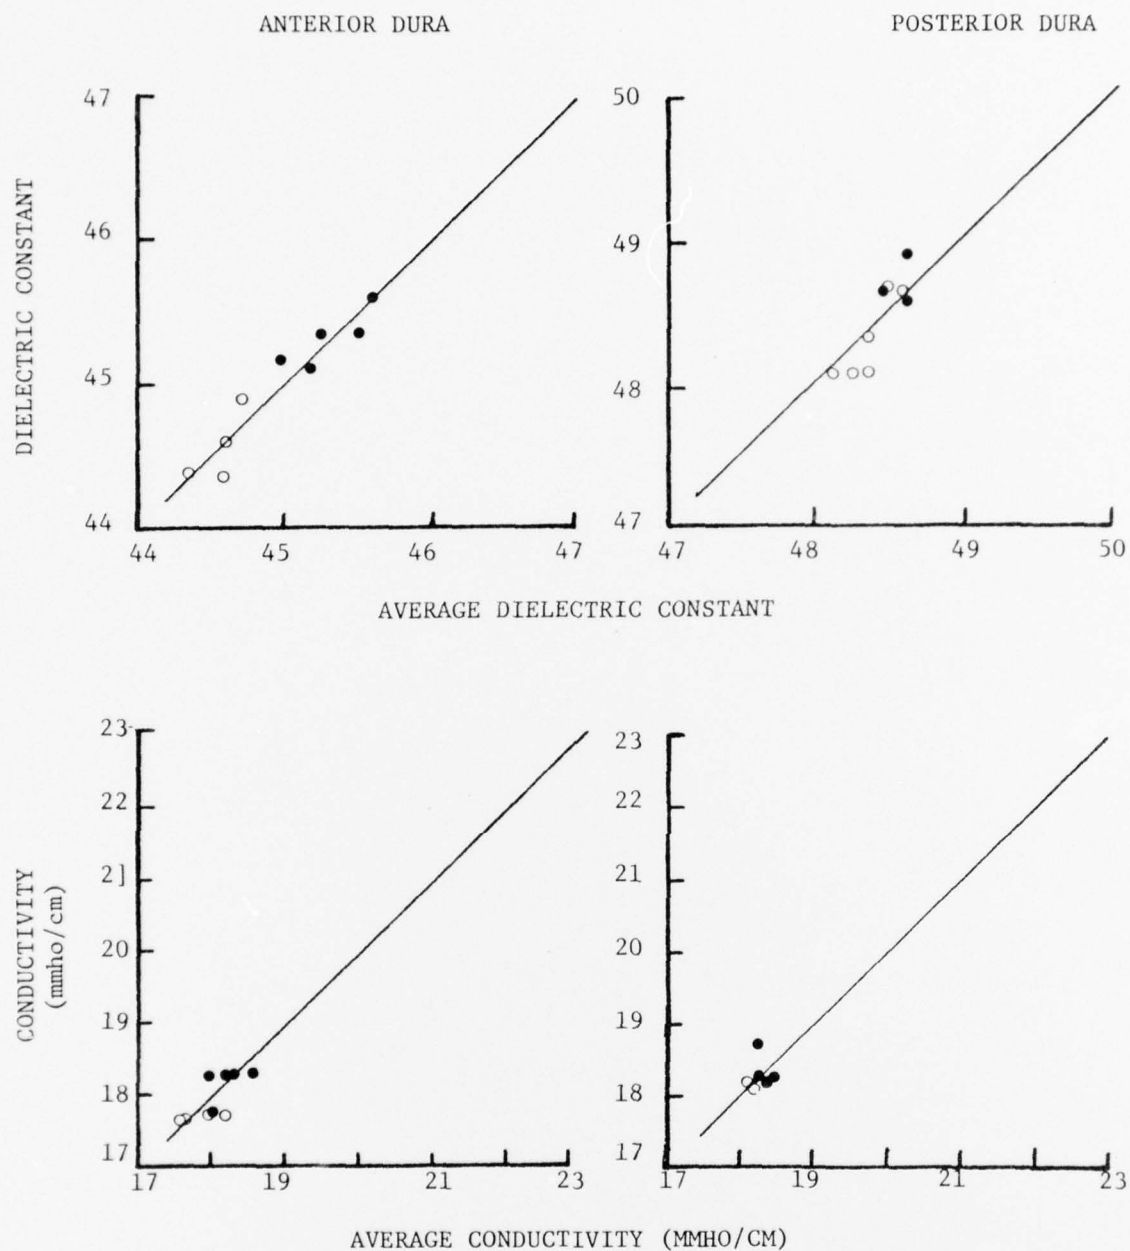 ANTERIOR DURA
POSTERIOR DURA
DIELECTRIC CONSTANT
47
46
45
44
44 45 46 47
50
49
48
47
47 48 49 50
AVERAGE DIELECTRIC CONSTANT
CONDUCTIVITY
(mmho/cm)
23
22
21
20
19
18
17
17 19 21 23
23
22
21
20
19
18
17
17 19 21 23
AVERAGE CONDUCTIVITY (MMHO/CM)